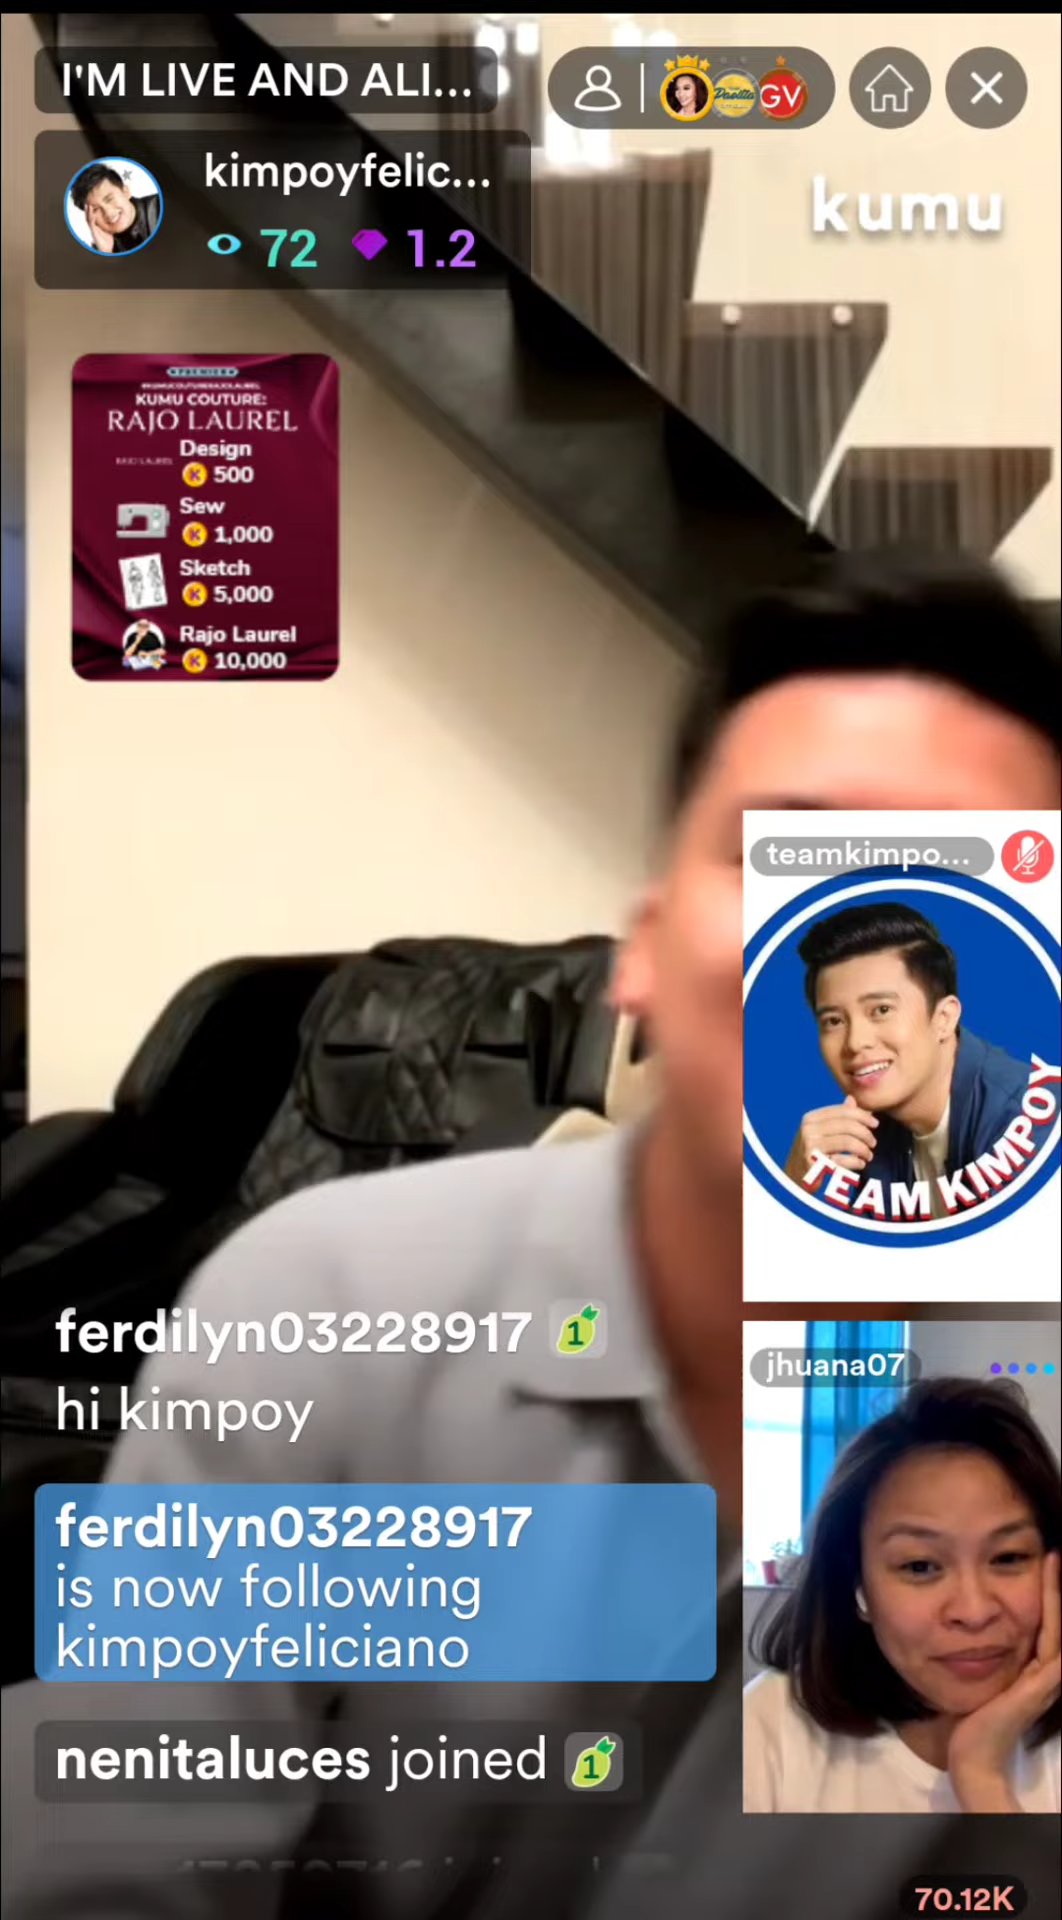 I'M LIVE AND ALI...
GV
kimpoyfelic...
72 1.2
kumu
PREMIER
KUMU COUTURE:
RAJO LAUREL
Design
500
Sew
1,000
Sketch
5,000
Rajo Laurel
10,000
teamkimpo...
TEAM KIMPOY
jhuana07
ferdilyn03228917 1
hi kimpoy
ferdilyn03228917
is now following
kimpoyfeliciano
nenitaluces joined 1
70.12K